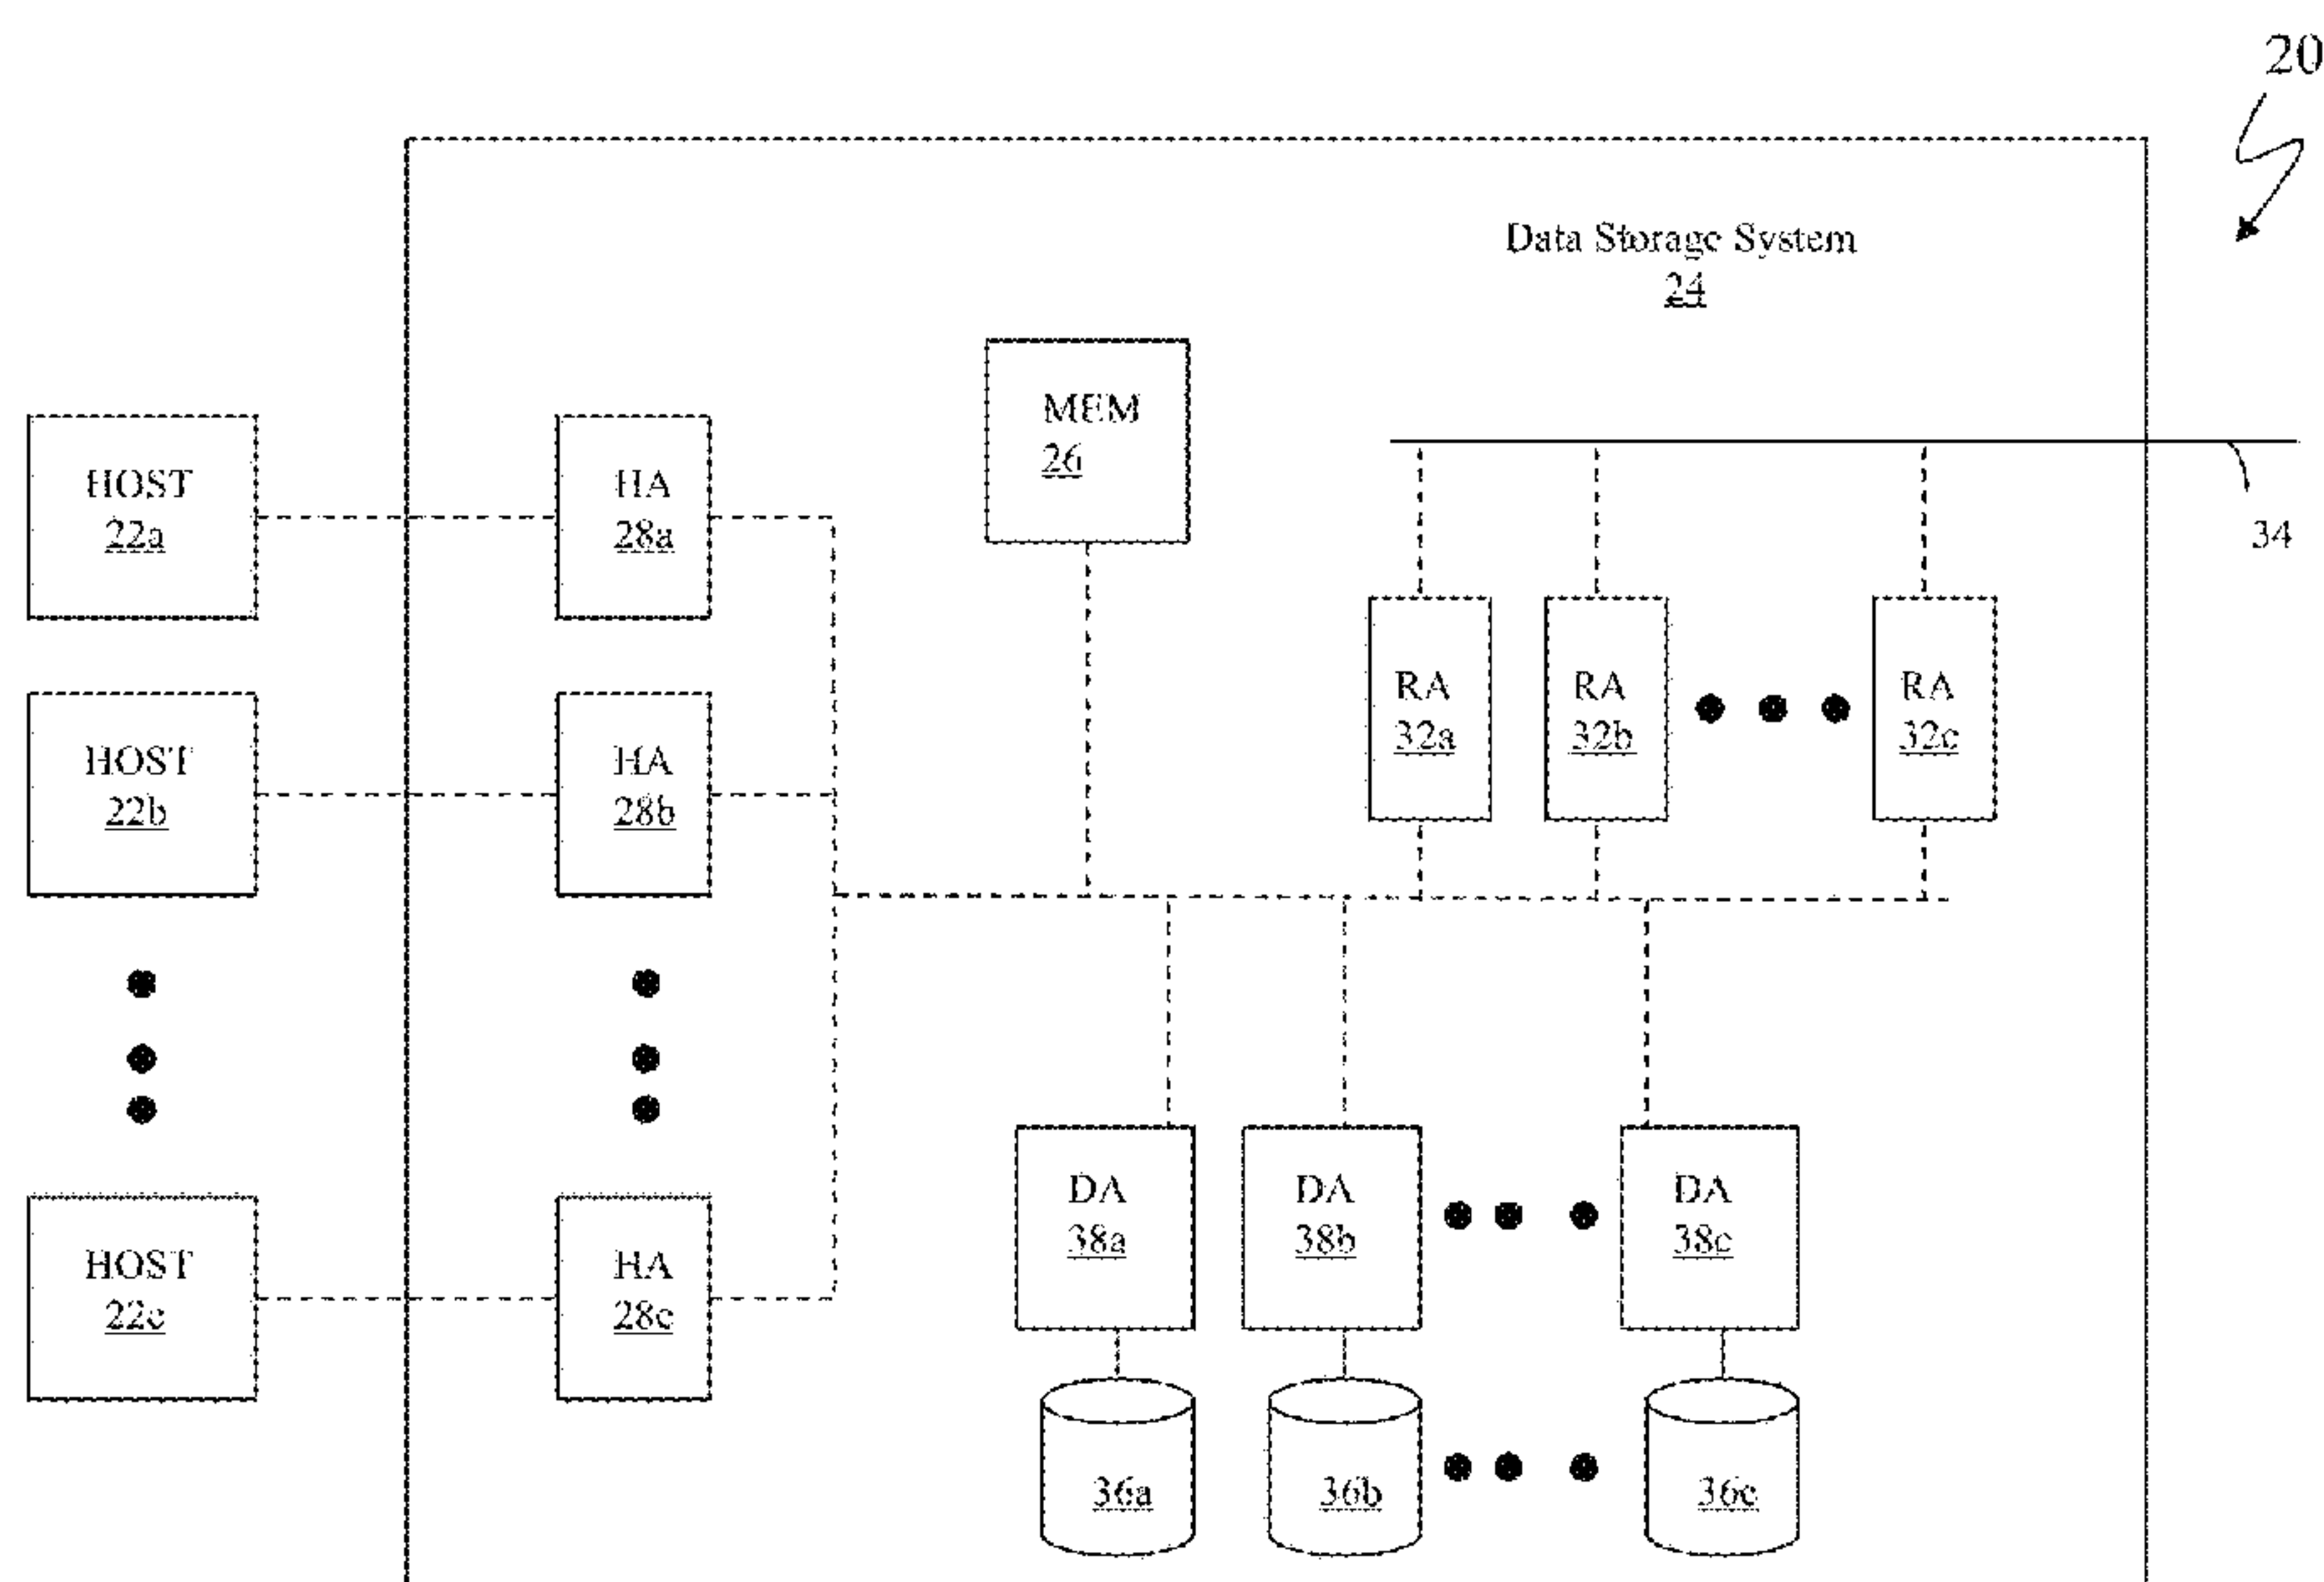 20
Data Storage System
24
MEM
26
HOST
22a
HA
28a
34
RA
32a
RA
32b
RA
32c
HOST
22b
HA
28b
DA
38a
DA
38b
DA
38c
HOST
22c
HA
28c
36a
36b
36c